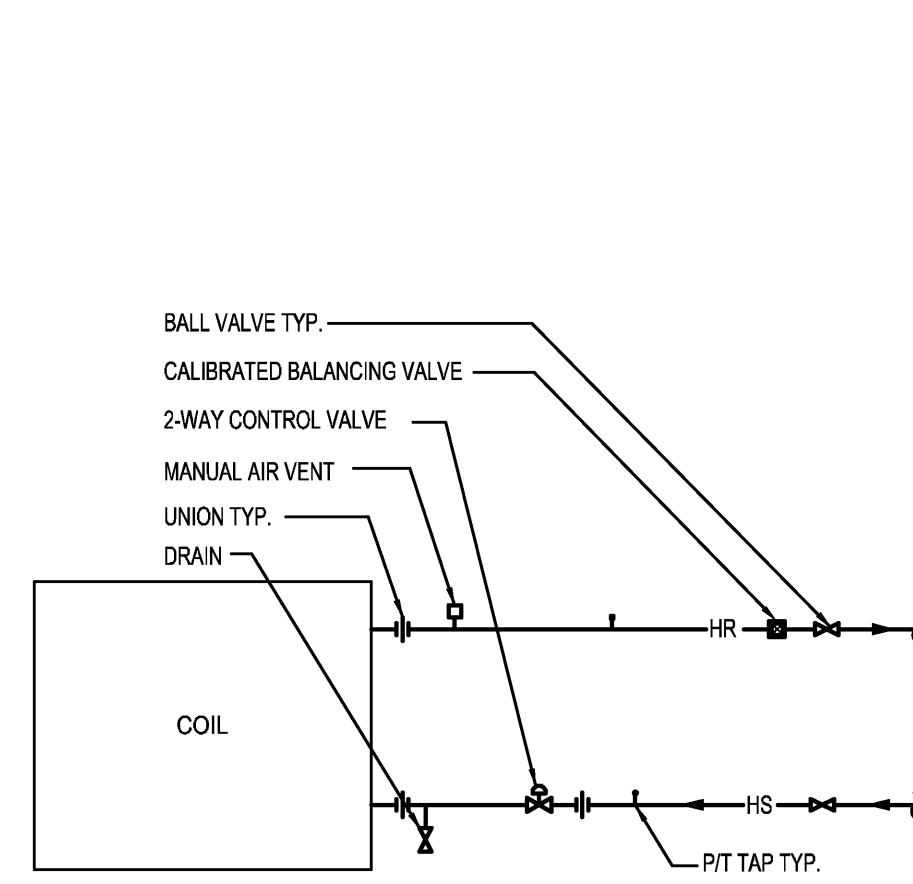 BALL VALVE TYP.
CALIBRATED BALANCING VALVE
2-WAY CONTROL VALVE
MANUAL AIR VENT
UNION TYP.
DRAIN
HR
COIL
HS
P/T TAP TYP.